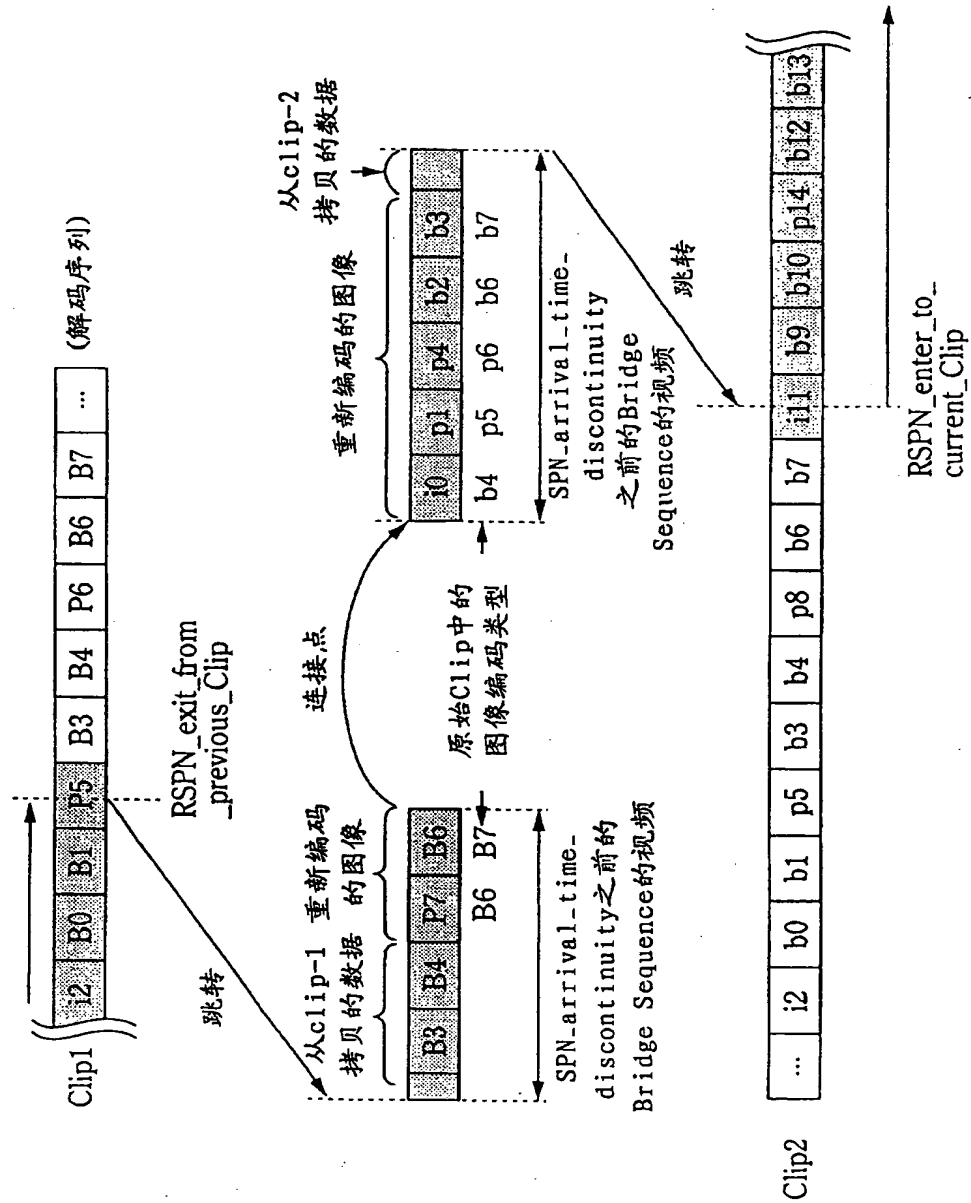 Clip1
i2 B0 B1 P5 B3 B4 P6 B6 B7 …
(解码序列)
RSPN_exit_from
_previous_Clip
跳转
从clip-1
拷贝的数据
重新编码
的图像
连接点
重新编码的图像
从clip-2
拷贝的数据
B3 B4 P7 B6
B6 B7
i0 p1 p4 b2 b3
b4 p5 p6 b6 b7
原始Clip中的
图像编码类型
SPN_arrival_time_
discontinuity之前的
Bridge Sequence的视频
SPN_arrival_time_
discontinuity
之前的Bridge
Sequence的视频
跳转
Clip2
… i2 b0 b1 p5 b3 b4 p8 b6 b7 i11 b9 b10 p14 b12 b13
RSPN_enter_to_
current_Clip